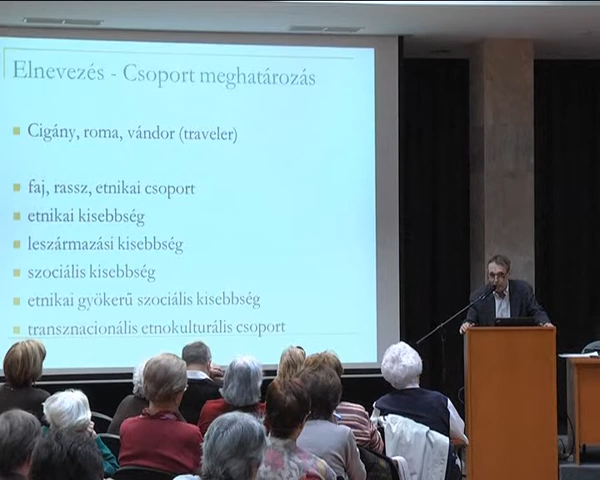 Elnevezés - Csoport meghatározás
Cigány, roma, vándor (traveler)
faj, rassz, etnikai csoport
etnikai kisebbség
leszármazási kisebbség
szociális kisebbség
etnikai gyökerű szociális kisebbség
transznacionális etnokulturális csoport